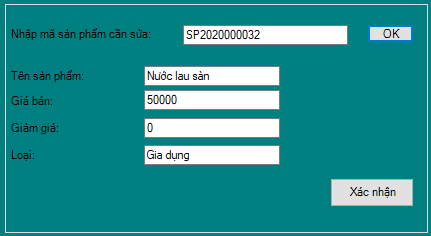 Nhập mã sản phẩm cần sửa: SP2020000032 OK
Tên sản phẩm: Nước lau sàn
Giá bán: 50000
Giảm giá: 0
Loại: Gia dụng
Xác nhận